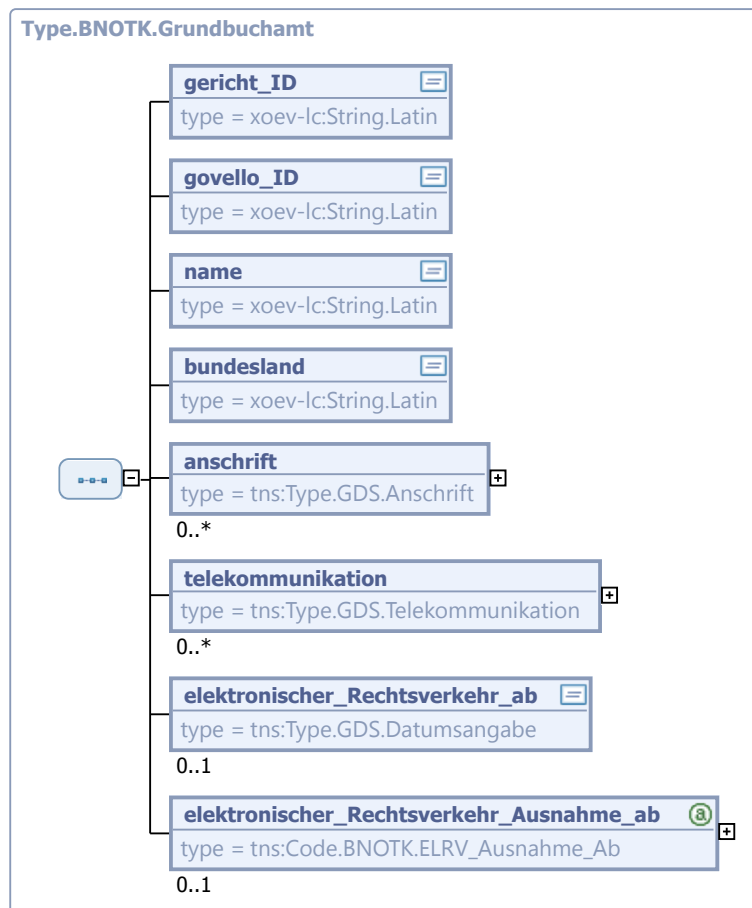 Type.BNOTK.Grundbuchamt
gericht_ID
type = xoev-lc:String.Latin
govello_ID
type = xoev-lc:String.Latin
name
type = xoev-lc:String.Latin
bundesland
type = xoev-lc:String.Latin
anschrift
type = tns:Type.GDS.Anschrift
0..*
telekommunikation
type = tns:Type.GDS.Telekommunikation
0..*
elektronischer_Rechtsverkehr_ab
type = tns:Type.GDS.Datumsangabe
0..1
elektronischer_Rechtsverkehr_Ausnahme_ab
type = tns:Code.BNOTK.ELRV_Ausnahme_Ab
0..1